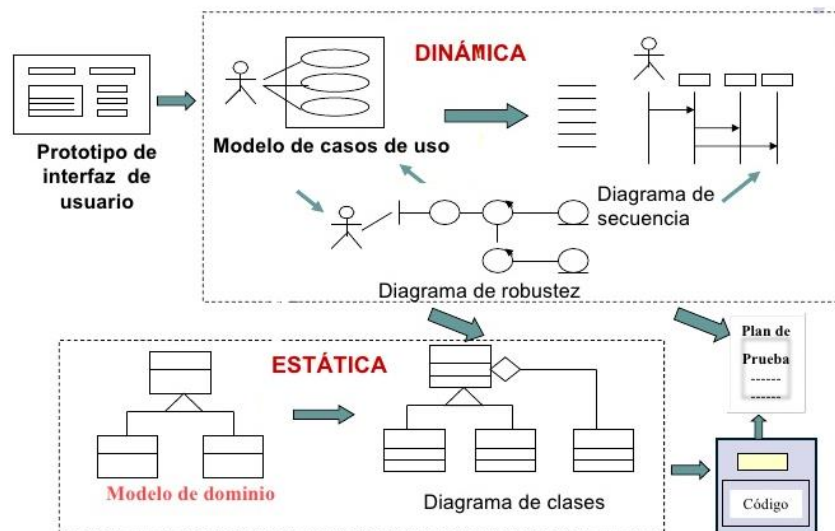 DINÁMICA
Prototipo de
interfaz de
usuario
Modelo de casos de uso
Diagrama de
secuencia
Diagrama de robustez
Plan de
Prueba
------
------
ESTÁTICA
Modelo de dominio
Diagrama de clases
Código